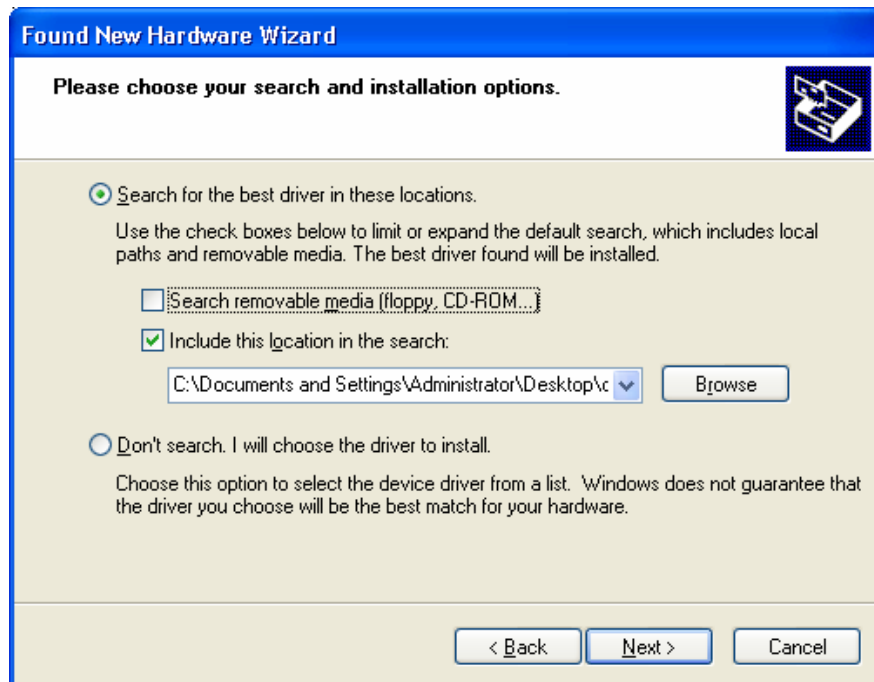 Found New Hardware Wizard
Please choose your search and installation options.
Search for the best driver in these locations.
Use the check boxes below to limit or expand the default search, which includes local
paths and removable media. The best driver found will be installed.
Search removable media (floppy, CD-ROM...)
Include this location in the search:
C:\Documents and Settings\Administrator\Desktop\c
Browse
Don't search. I will choose the driver to install.
Choose this option to select the device driver from a list. Windows does not guarantee that
the driver you choose will be the best match for your hardware.
< Back
Next >
Cancel